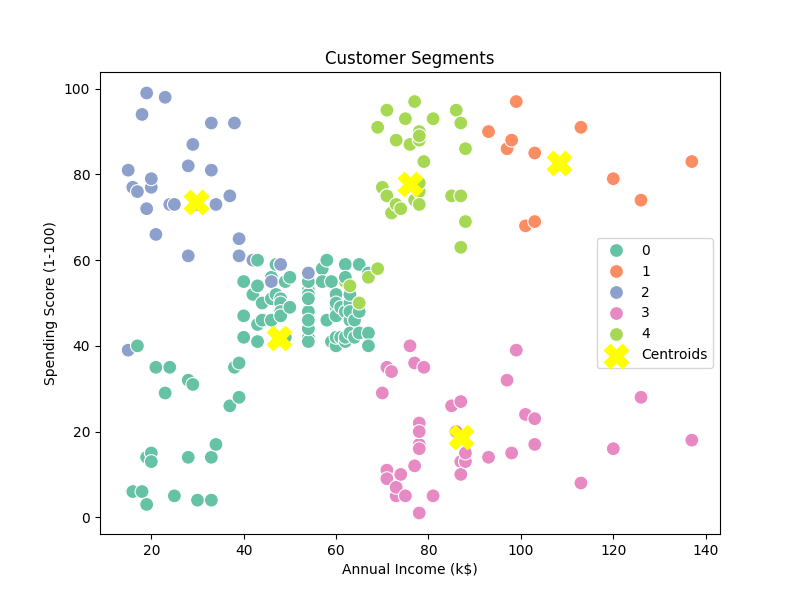 Customer Segments
100
80
60
40
20
0
Spending Score (1-100)
0
1
2
3
4
Centroids
20 40 60 80 100 120 140
Annual Income (k$)